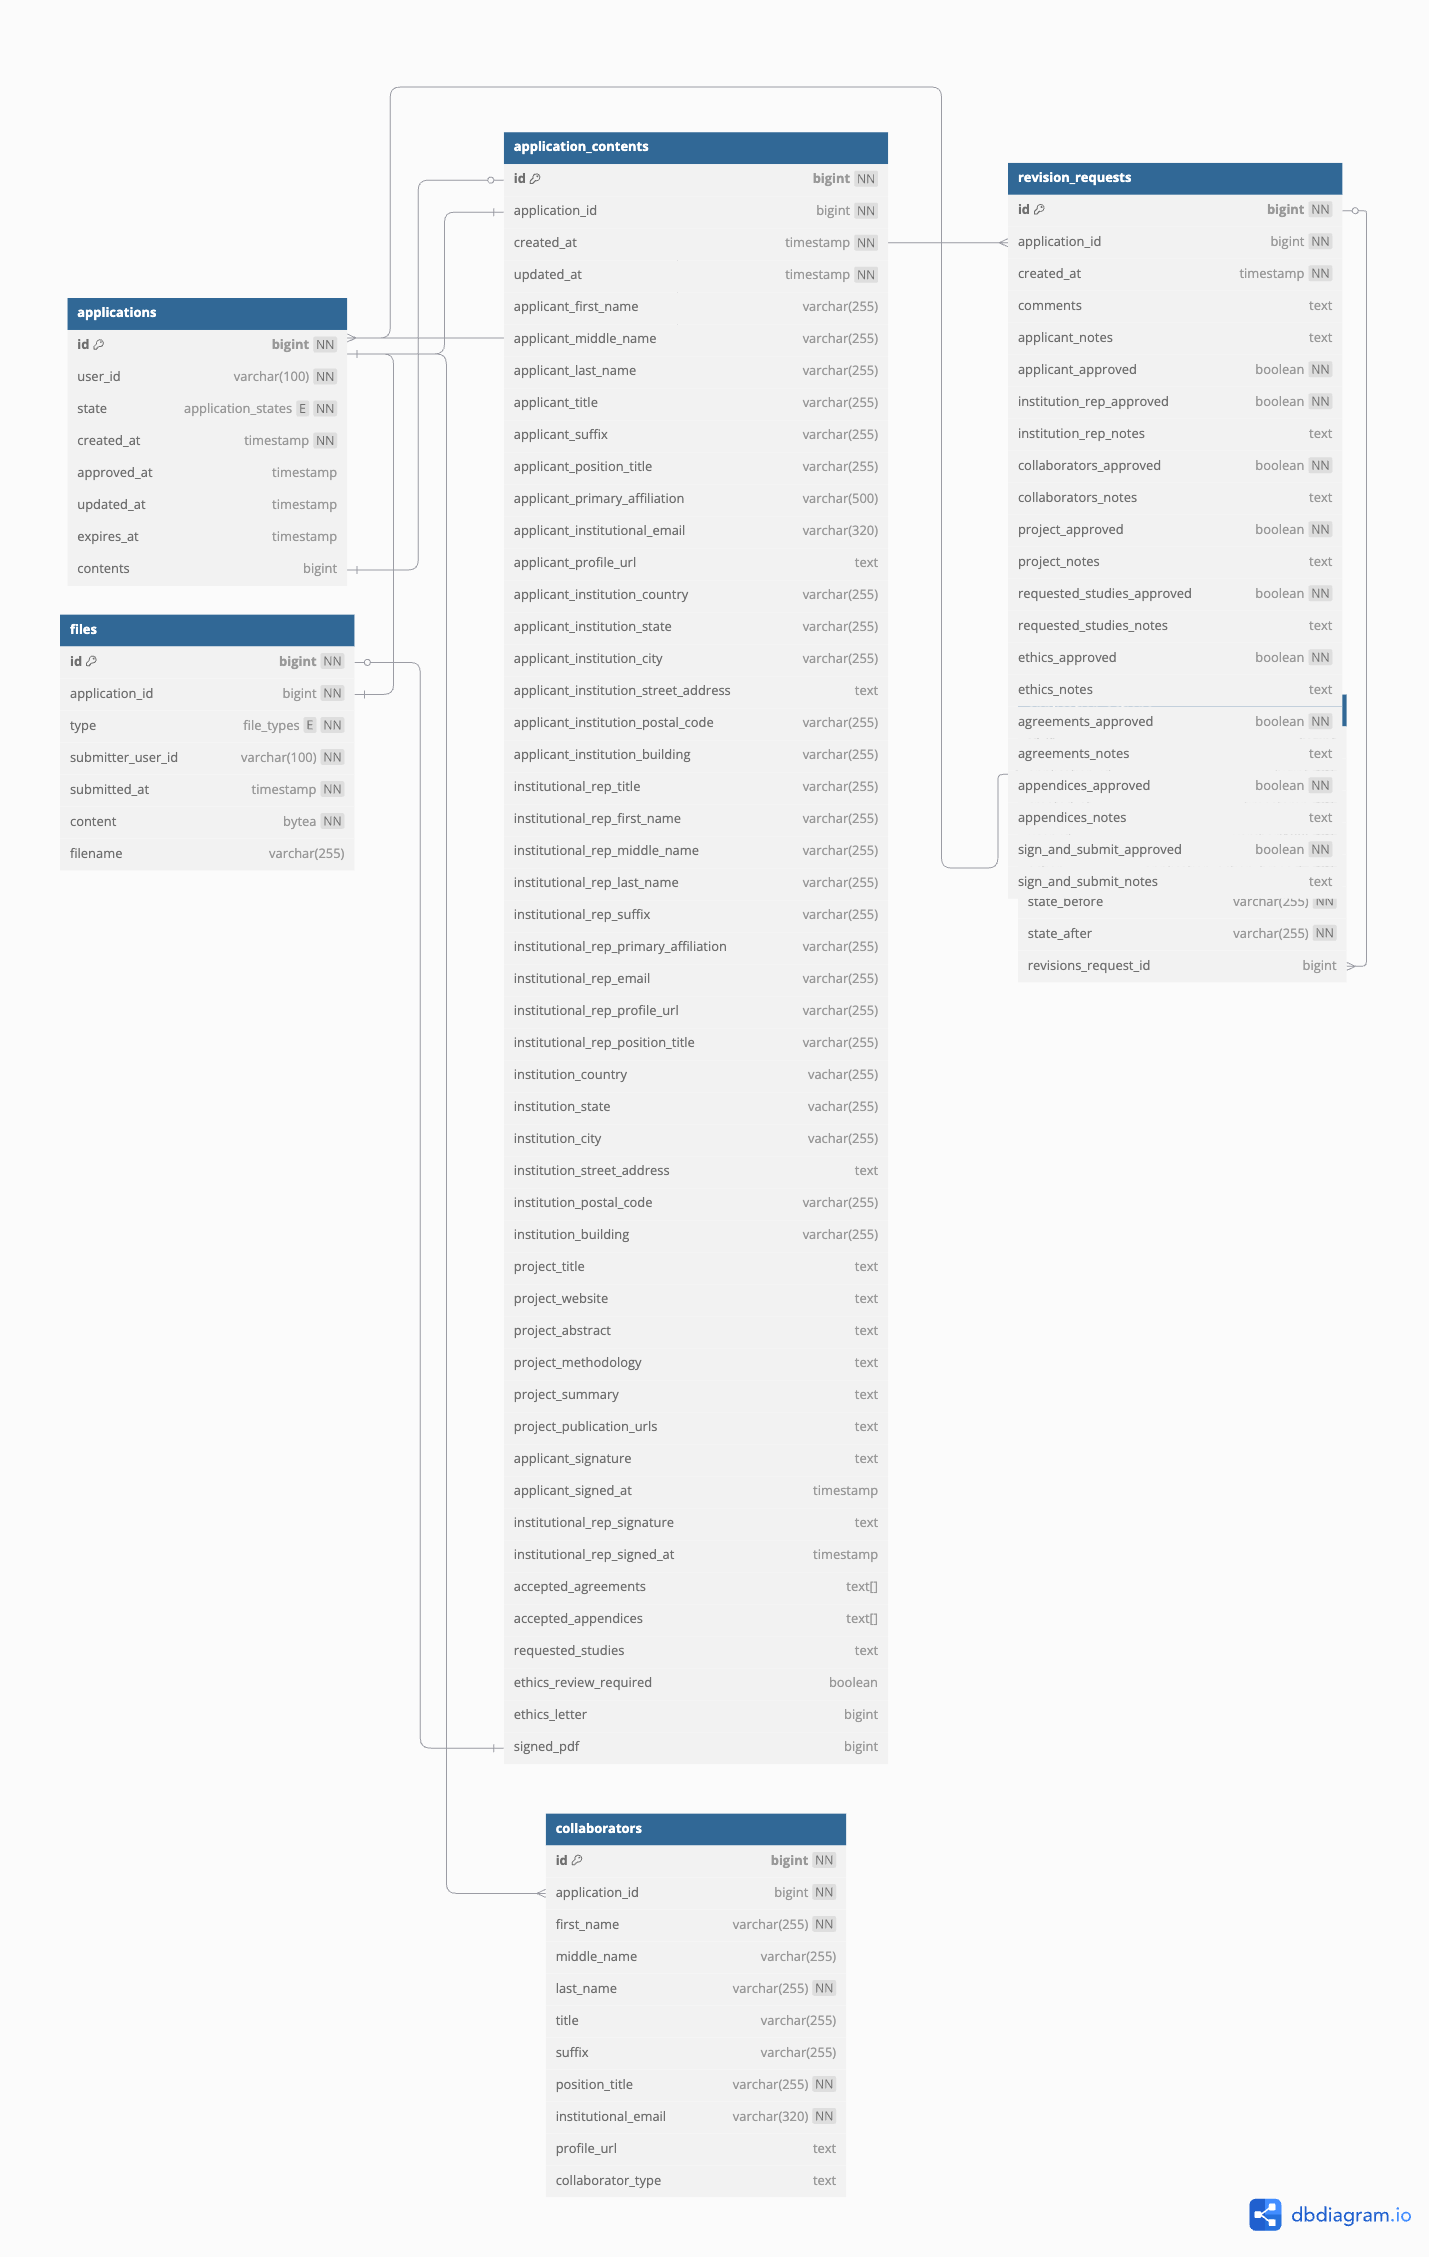 application_contents
id bigint NN
application_id bigint NN
created_at timestamp NN
updated_at timestamp NN
applicant_first_name varchar(255)
applicant_middle_name varchar(255)
applicant_last_name varchar(255)
applicant_title varchar(255)
applicant_suffix varchar(255)
applicant_position_title varchar(255)
applicant_primary_affiliation varchar(500)
applicant_institutional_email varchar(320)
applicant_profile_url text
applicant_institution_country varchar(255)
applicant_institution_state varchar(255)
applicant_institution_city varchar(255)
applicant_institution_street_address text
applicant_institution_postal_code varchar(255)
applicant_institution_building varchar(255)
institutional_rep_title varchar(255)
institutional_rep_first_name varchar(255)
institutional_rep_middle_name varchar(255)
institutional_rep_last_name varchar(255)
institutional_rep_suffix varchar(255)
institutional_rep_primary_affiliation varchar(255)
institutional_rep_email varchar(255)
institutional_rep_profile_url varchar(255)
institutional_rep_position_title varchar(255)
institution_country vachar(255)
institution_state vachar(255)
institution_city vachar(255)
institution_street_address text
institution_postal_code varchar(255)
institution_building varchar(255)
project_title text
project_website text
project_abstract text
project_methodology text
project_summary text
project_publication_urls text
applicant_signature text
applicant_signed_at timestamp
institutional_rep_signature text
institutional_rep_signed_at timestamp
accepted_agreements text[]
accepted_appendices text[]
requested_studies text
ethics_review_required boolean
ethics_letter bigint
signed_pdf bigint
revision_requests
id bigint NN
application_id bigint NN
created_at timestamp NN
comments text
applicant_notes text
applicant_approved boolean NN
institution_rep_approved boolean NN
institution_rep_notes text
collaborators_approved boolean NN
collaborators_notes text
project_approved boolean NN
project_notes text
requested_studies_approved boolean NN
requested_studies_notes text
ethics_approved boolean NN
ethics_notes text
agreements_approved boolean NN
agreements_notes text
appendices_approved boolean NN
appendices_notes text
sign_and_submit_approved boolean NN
sign_and_submit_notes text
state_before varchar(255) NN
state_after varchar(255) NN
revisions_request_id bigint
applications
id bigint NN
user_id varchar(100) NN
state application_states E NN
created_at timestamp NN
approved_at timestamp
updated_at timestamp
expires_at timestamp
contents bigint
files
id bigint NN
application_id bigint NN
type file_types E NN
submitter_user_id varchar(100) NN
submitted_at timestamp NN
content bytea NN
filename varchar(255)
collaborators
id bigint NN
application_id bigint NN
first_name varchar(255) NN
middle_name varchar(255)
last_name varchar(255) NN
title varchar(255)
suffix varchar(255)
position_title varchar(255) NN
institutional_email varchar(320) NN
profile_url text
collaborator_type text
dbdiagram.io